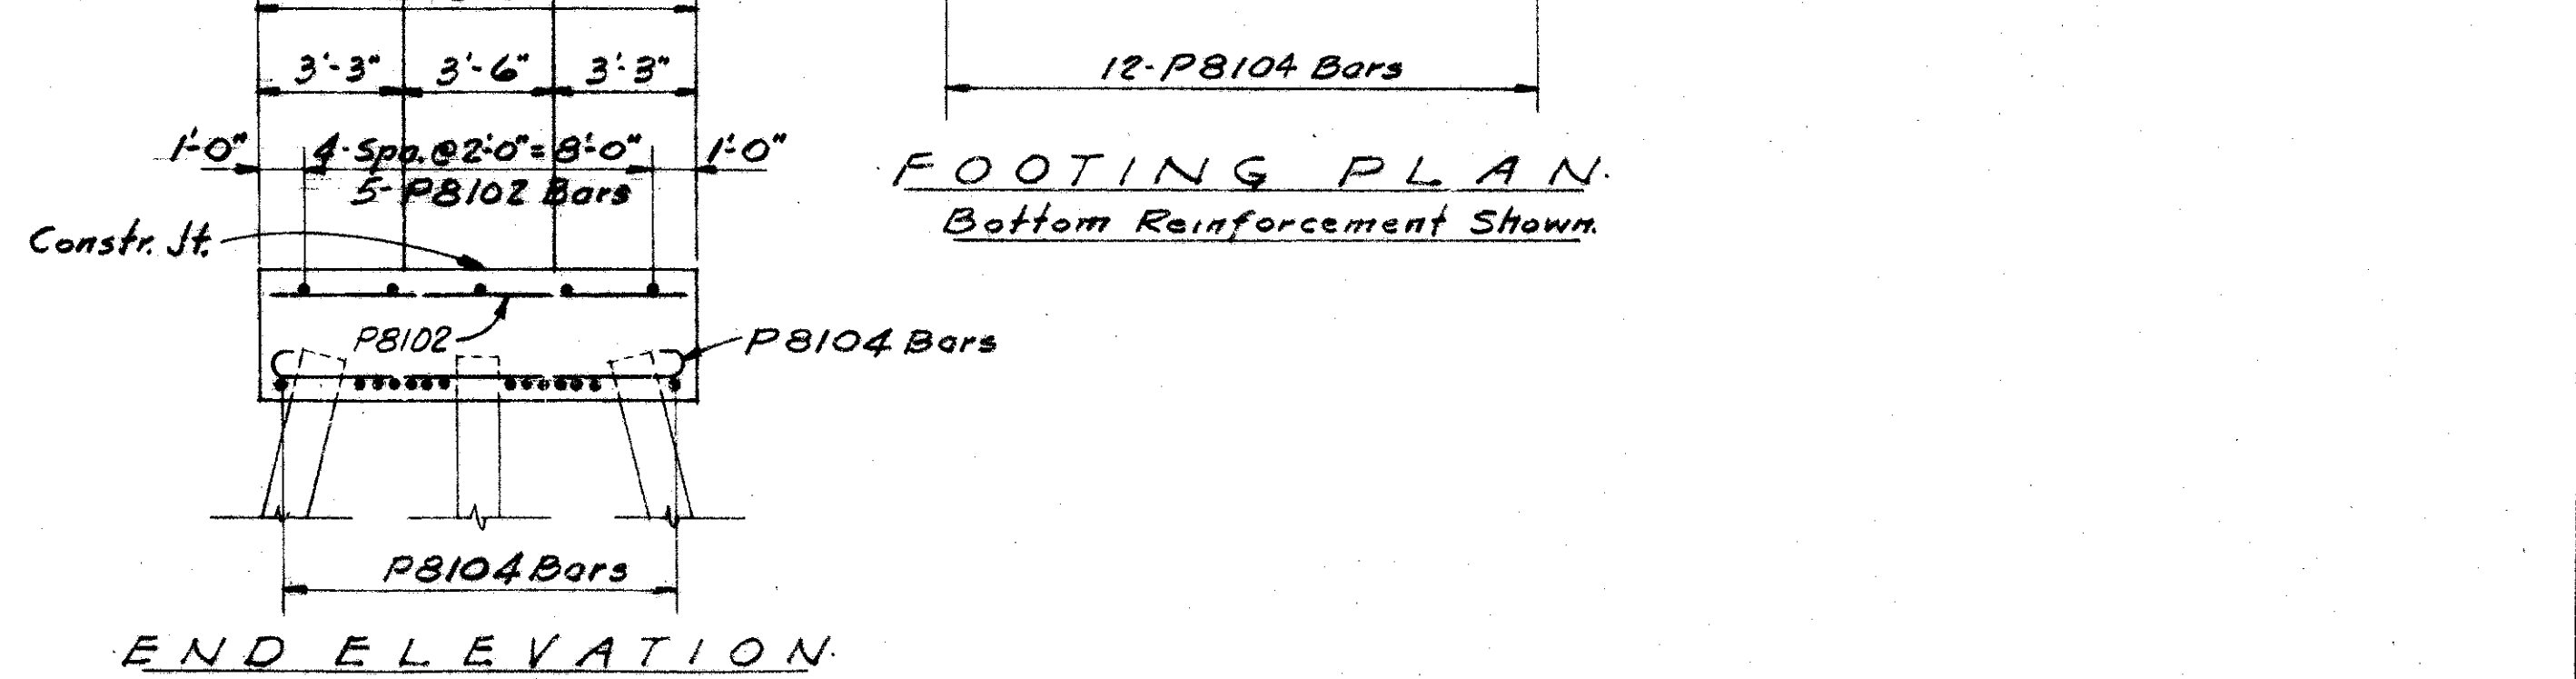 3'-3" 3'-6" 3'-3"
1'-0" 4-Spa. @ 2'-0" = 8'-0" 1'-0"
5-P8102 Bars
Constr. Jt.
P8102
P8104 Bars
P8104 Bars
END ELEVATION.
12-P8104 Bars
FOOTING PLAN.
Bottom Reinforcement Shown.